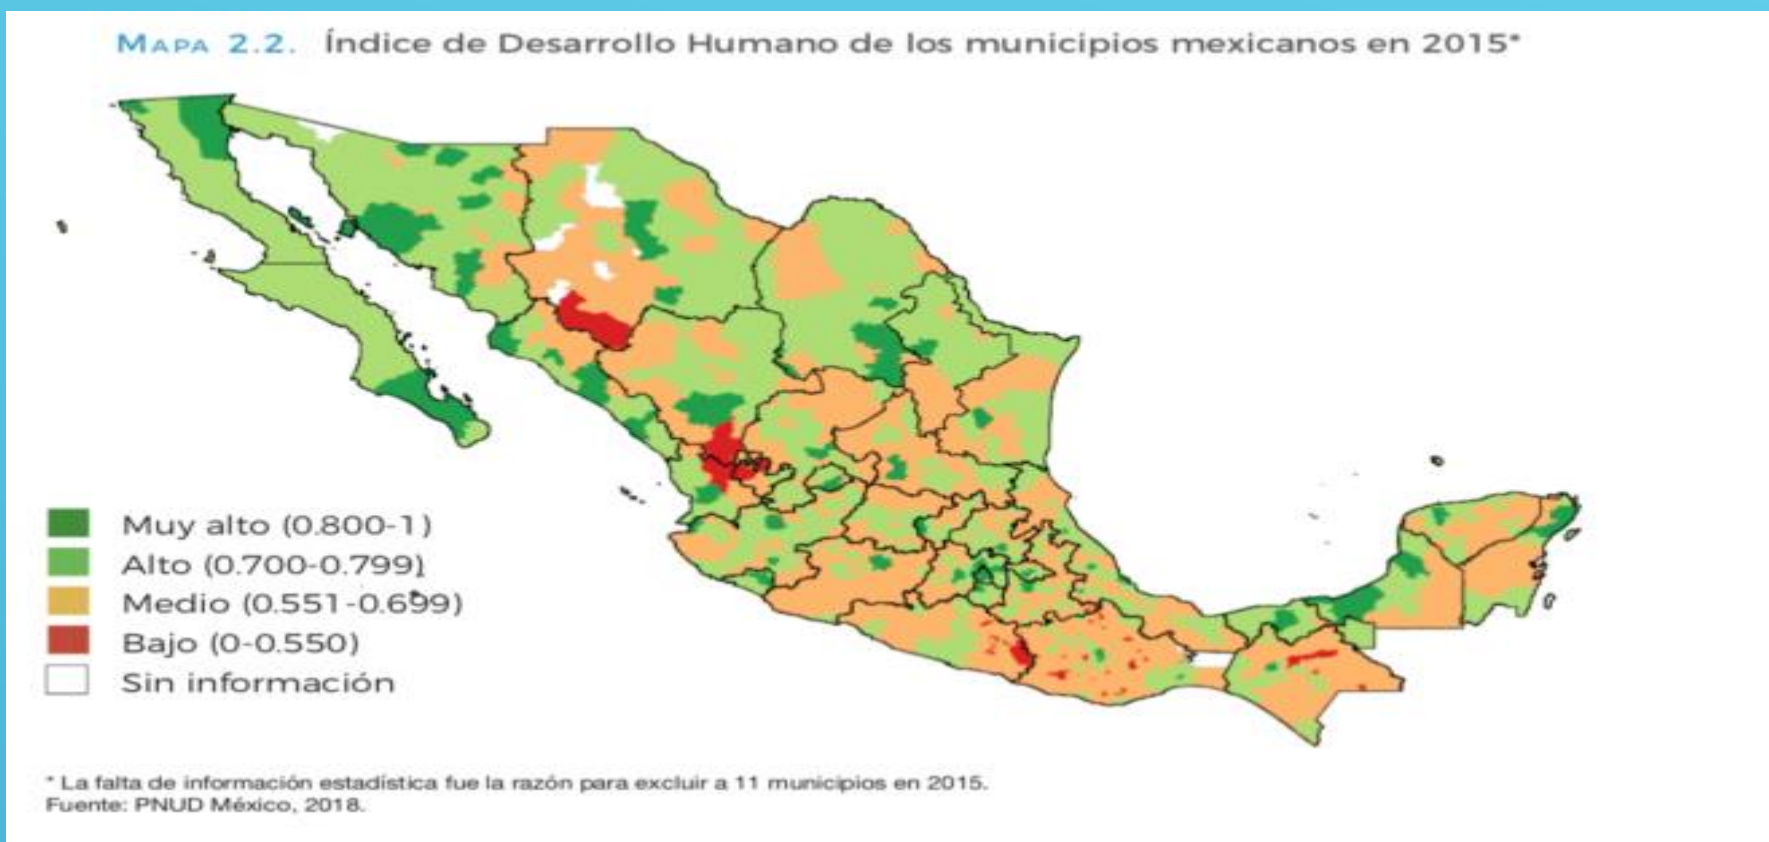 MAPA 2.2. Índice de Desarrollo Humano de los municipios mexicanos en 2015*
Muy alto (0.800-1)
Alto (0.700-0.799)
Medio (0.551-0.699)
Bajo (0-0.550)
Sin información
* La falta de información estadística fue la razón para excluir a 11 municipios en 2015.
Fuente: PNUD México, 2018.